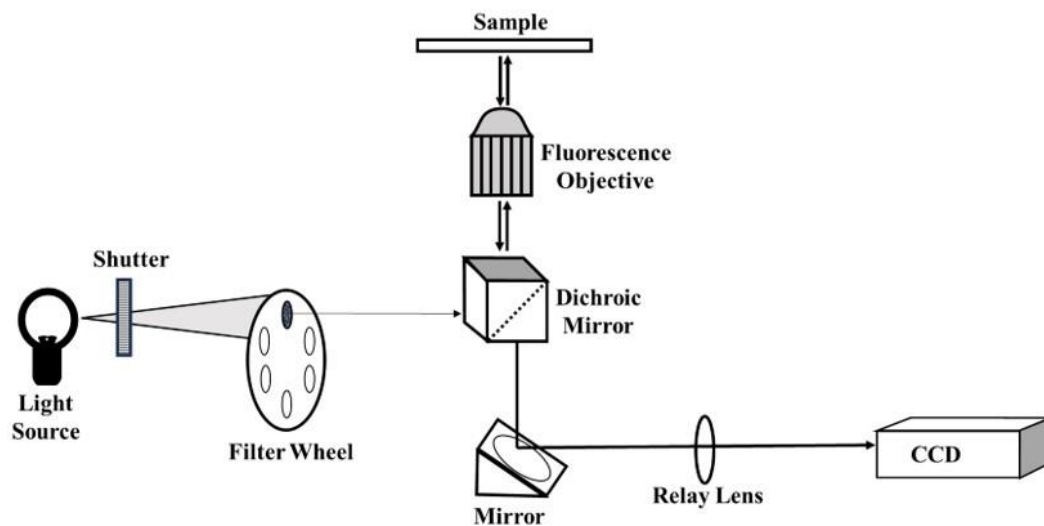 Sample
Fluorescence
Objective
Shutter
Dichroic
Mirror
Light
Source
Filter Wheel
CCD
Relay Lens
Mirror